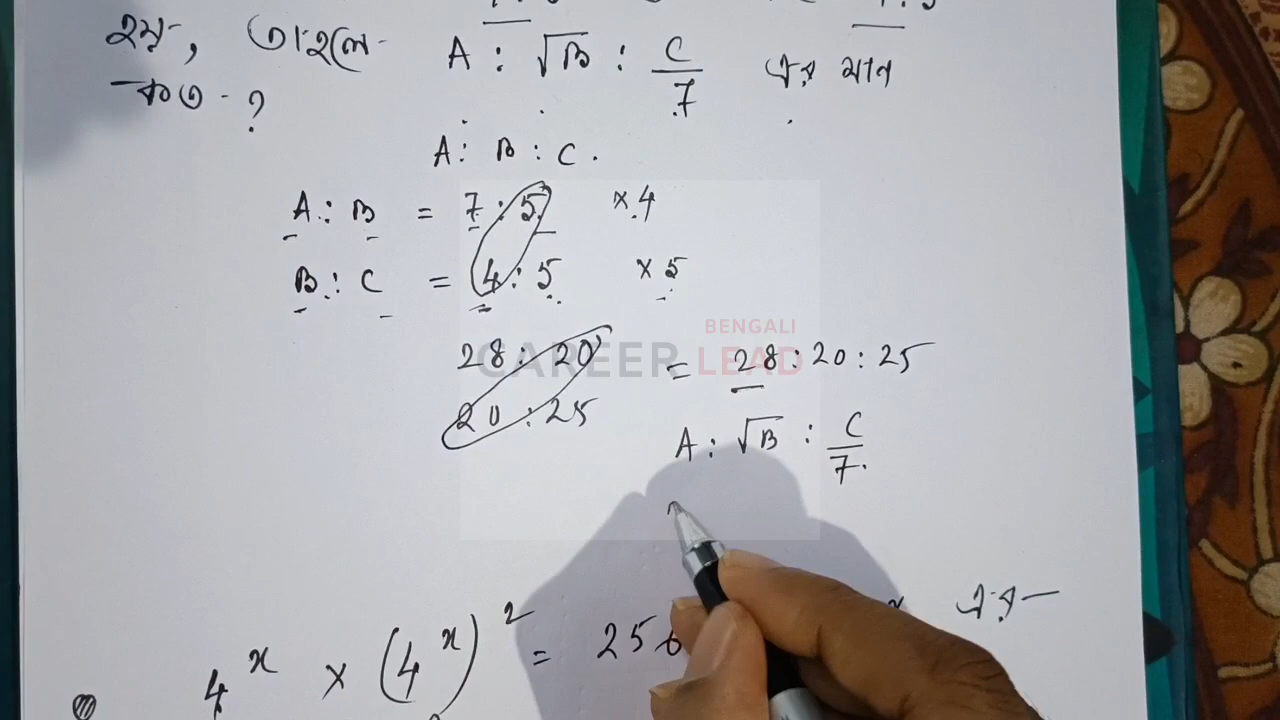 হয়, তাহলে A : √B : C/7 এর মান
কত - ?
A : B : C .
A : B = 7 : 5 × 4
B : C = 4 : 5 × 5
28 : 20 = 28 : 20 : 25
20 : 25
A : √B : C/7
BENGALI
CAREER LEAD
4^x × (4^x)^2 = 256 এর